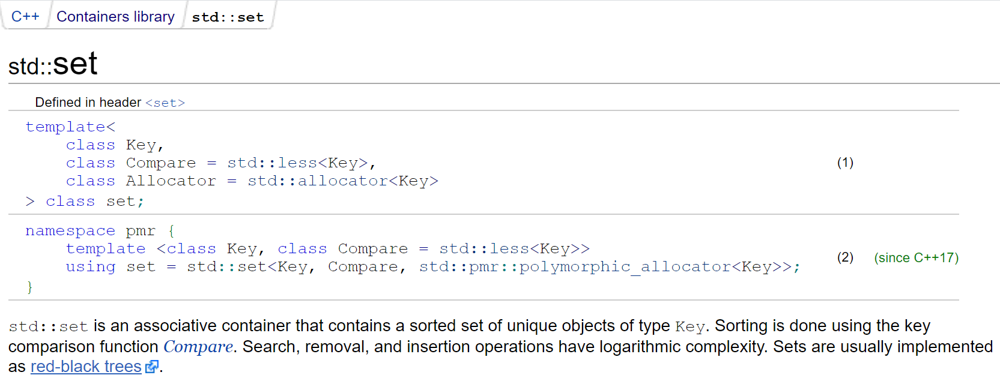 C++ Containers library std::set
std::set
Defined in header <set>
template<
    class Key,
    class Compare = std::less<Key>,
    class Allocator = std::allocator<Key>
> class set;
(1)
namespace pmr {
    template <class Key, class Compare = std::less<Key>>
    using set = std::set<Key, Compare, std::pmr::polymorphic_allocator<Key>>;
}
(2) (since C++17)
std::set is an associative container that contains a sorted set of unique objects of type Key. Sorting is done using the key
comparison function Compare. Search, removal, and insertion operations have logarithmic complexity. Sets are usually implemented
as red-black trees.